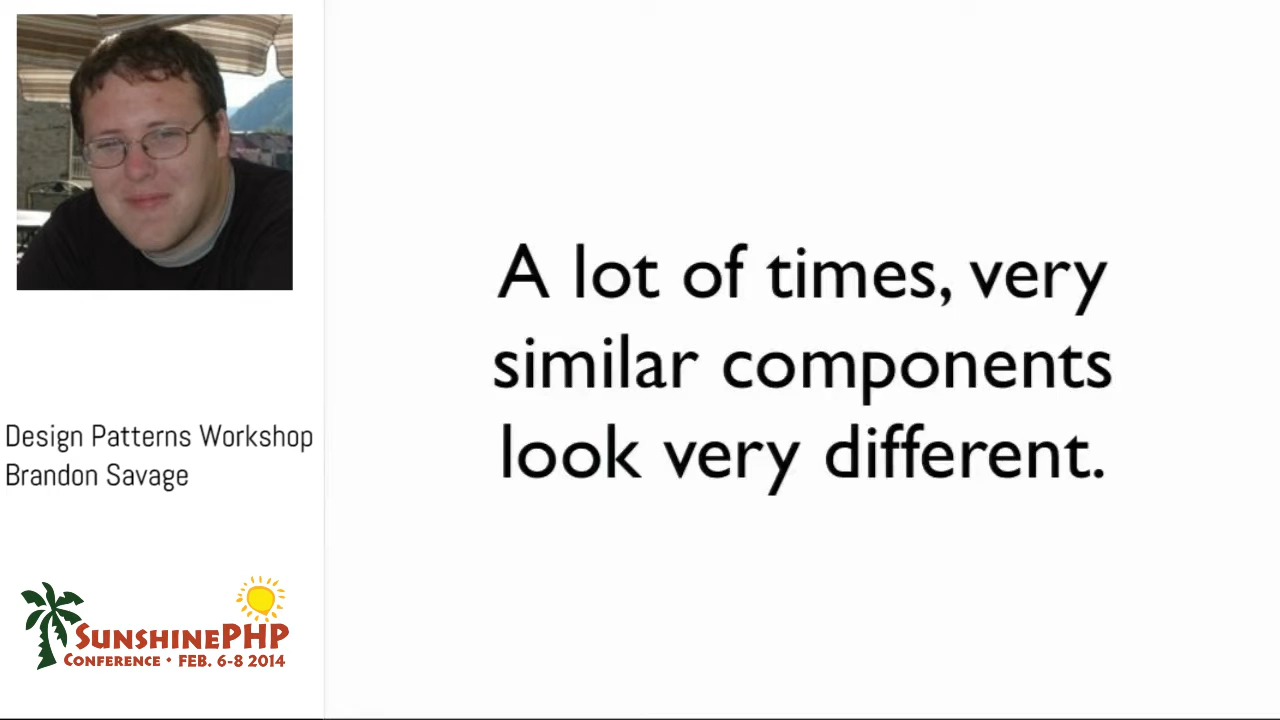 A lot of times, very
similar components
look very different.
Design Patterns Workshop
Brandon Savage
SUNSHINEPHP
CONFERENCE • FEB. 6-8 2014